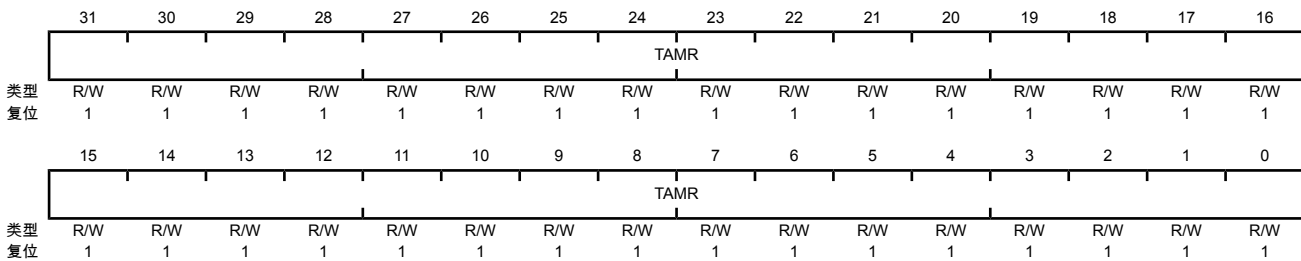 31 30 29 28 27 26 25 24 23 22 21 20 19 18 17 16
TAMR
类型 R/W R/W R/W R/W R/W R/W R/W R/W R/W R/W R/W R/W R/W R/W R/W R/W
复位 1 1 1 1 1 1 1 1 1 1 1 1 1 1 1 1
15 14 13 12 11 10 9 8 7 6 5 4 3 2 1 0
TAMR
类型 R/W R/W R/W R/W R/W R/W R/W R/W R/W R/W R/W R/W R/W R/W R/W R/W
复位 1 1 1 1 1 1 1 1 1 1 1 1 1 1 1 1